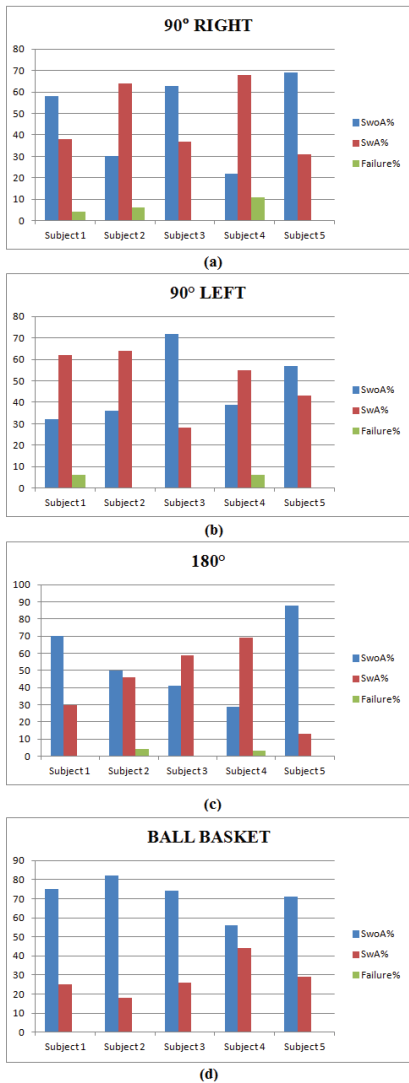 90° RIGHT
80
70
60
50
40
30
20
10
0
Subject 1 Subject 2 Subject 3 Subject 4 Subject 5
SwoA%
SwA%
Failure%
(a)
90° LEFT
80
70
60
50
40
30
20
10
0
Subject 1 Subject 2 Subject 3 Subject 4 Subject 5
SwoA%
SwA%
Failure%
(b)
180°
100
90
80
70
60
50
40
30
20
10
0
Subject 1 Subject 2 Subject 3 Subject 4 Subject 5
SwoA%
SwA%
Failure%
(c)
BALL BASKET
90
80
70
60
50
40
30
20
10
0
Subject 1 Subject 2 Subject 3 Subject 4 Subject 5
SwoA%
SwA%
Failure%
(d)